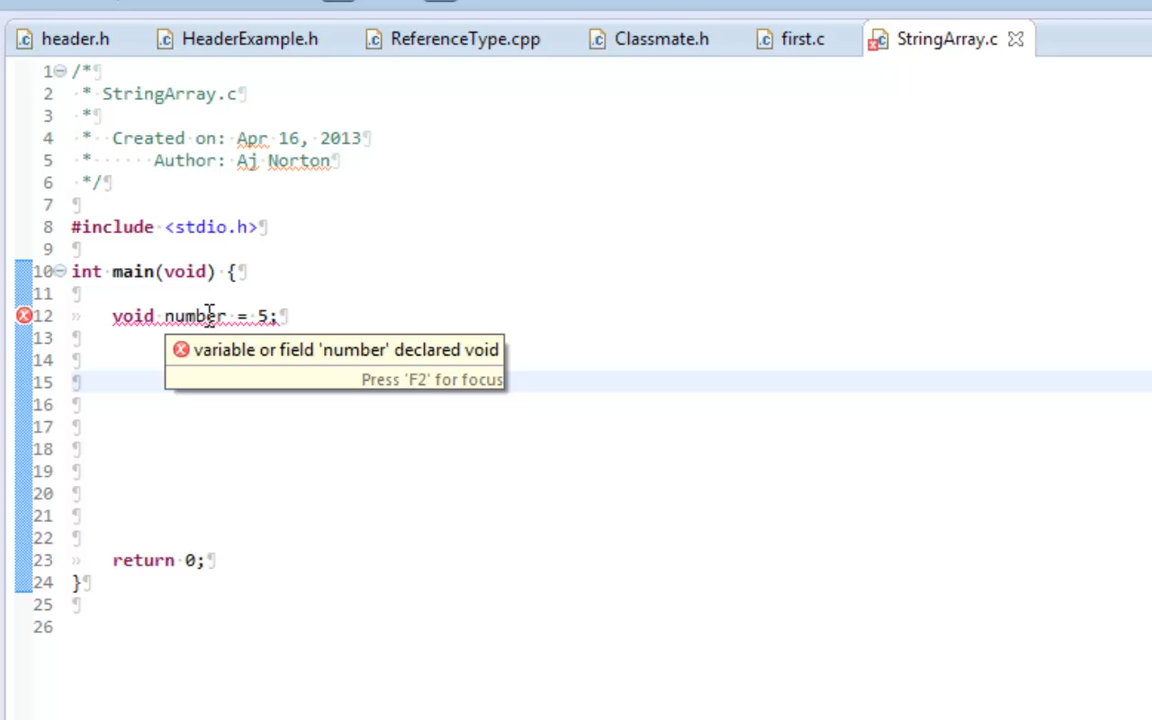 header.h HeaderExample.h ReferenceType.cpp Classmate.h first.c StringArray.c
1 /*
2 * StringArray.c
3 *
4 * Created on: Apr 16, 2013
5 * Author: Aj Norton
6 */
7
8 #include <stdio.h>
9
10 int main(void) {
11
12 void number = 5;
13
variable or field 'number' declared void
14
Press 'F2' for focus
15
16
17
18
19
20
21
22
23 return 0;
24 }
25
26